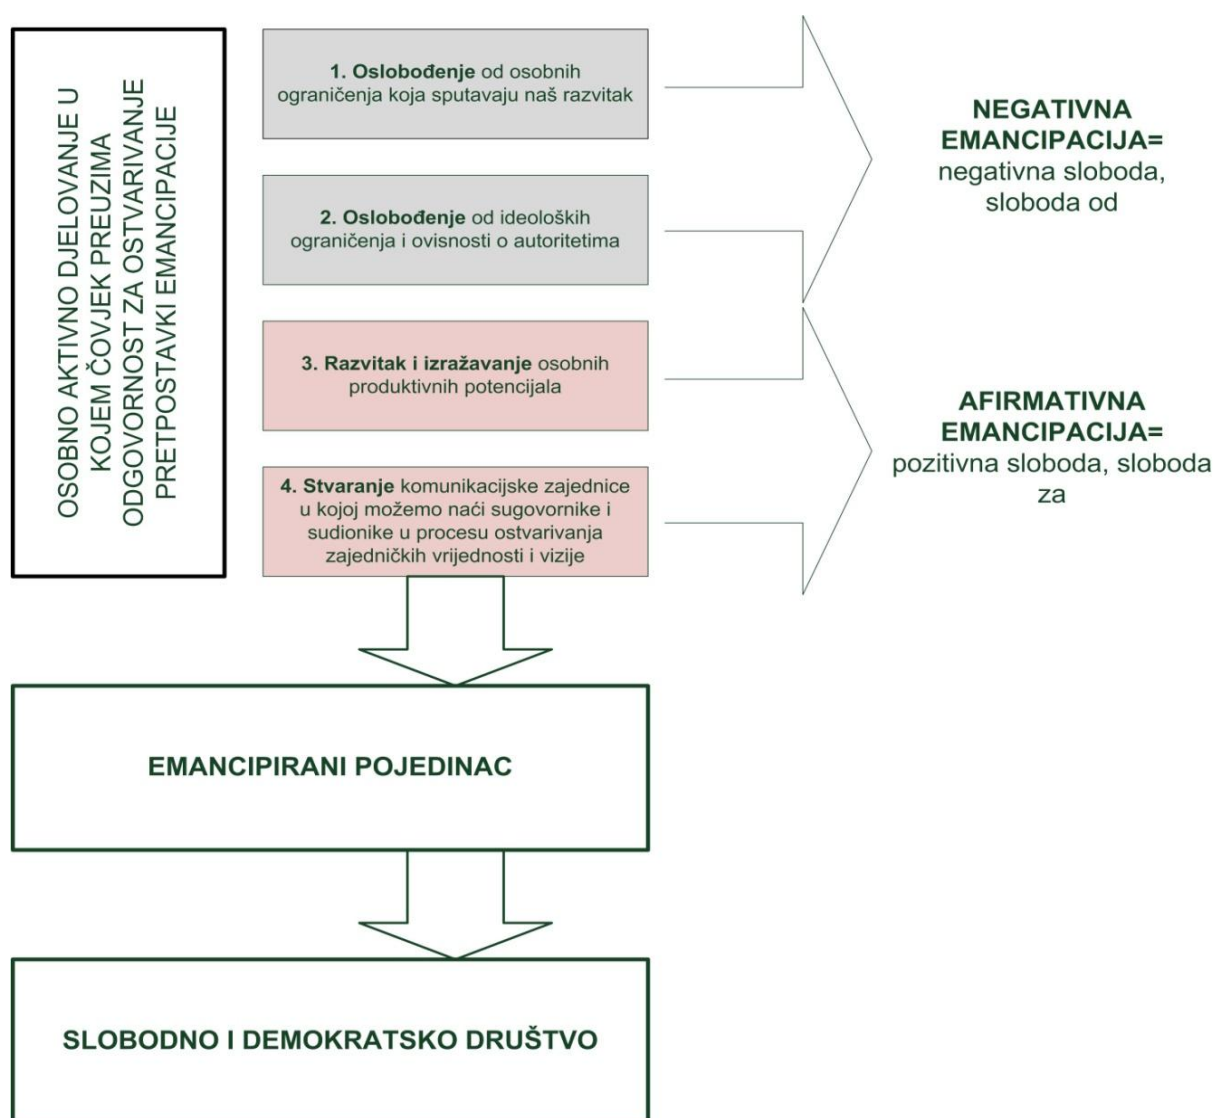 OSOBNO AKTIVNO DJELOVANJE U
KOJEM ČOVJEK PREUZIMA
ODGOVORNOST ZA OSTVARIVANJE
PRETPOSTAVKI EMANCIPACIJE
1. Oslobođenje od osobnih
ograničenja koja sputavaju naš razvitak
2. Oslobođenje od ideoloških
ograničenja i ovisnosti o autoritetima
3. Razvitak i izražavanje osobnih
produktivnih potencijala
4. Stvaranje komunikacijske zajednice
u kojoj možemo naći sugovornike i
sudionike u procesu ostvarivanja
zajedničkih vrijednosti i vizije
NEGATIVNA
EMANCIPACIJA=
negativna sloboda,
sloboda od
AFIRMATIVNA
EMANCIPACIJA=
pozitivna sloboda, sloboda
za
EMANCIPIRANI POJEDINAC
SLOBODNO I DEMOKRATSKO DRUŠTVO